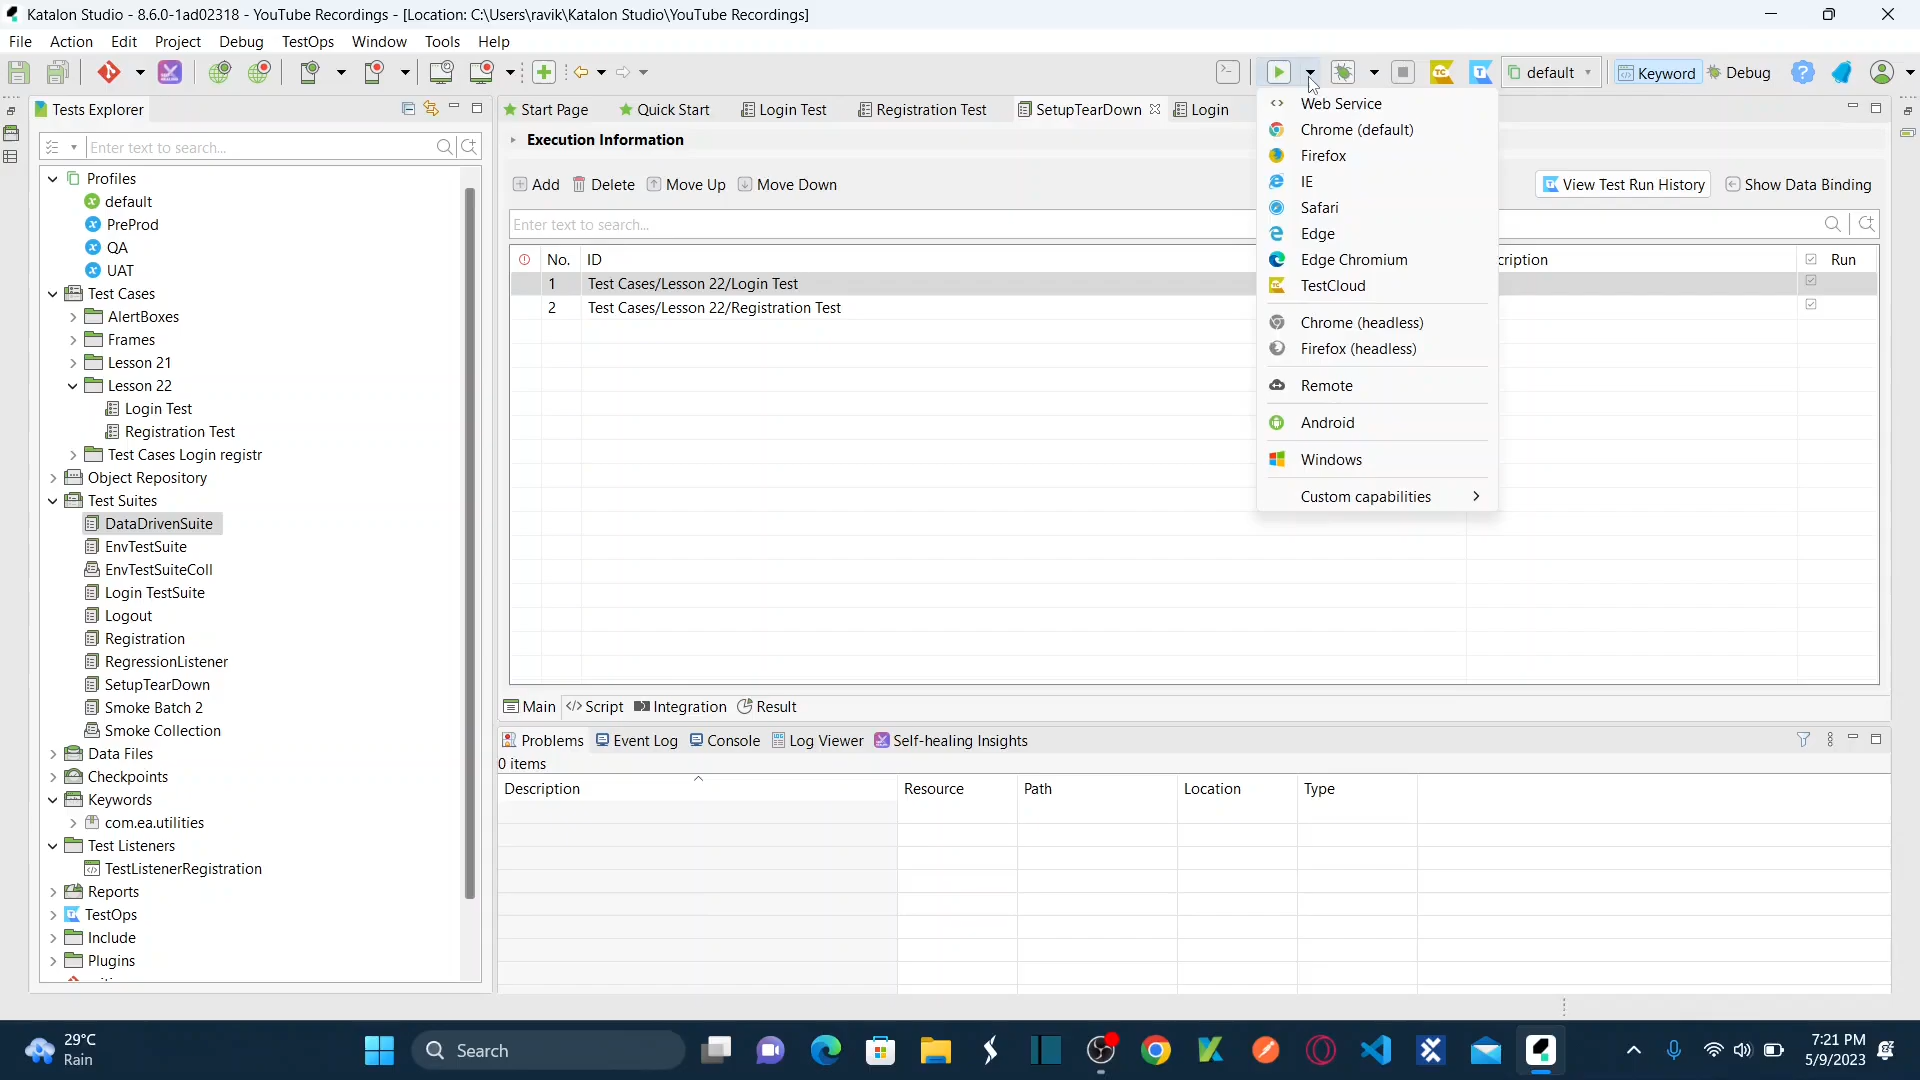 Katalon Studio - 8.6.0-1ad02318 - YouTube Recordings - [Location: C:\Users\ravik\Katalon Studio\YouTube Recordings]
File Action Edit Project Debug TestOps Window Tools Help
default Keyword Debug
Tests Explorer
Enter text to search...
Profiles
default
PreProd
QA
UAT
Test Cases
AlertBoxes
Frames
Lesson 21
Lesson 22
Login Test
Registration Test
Test Cases Login registr
Object Repository
Test Suites
DataDrivenSuite
EnvTestSuite
EnvTestSuiteColl
Login TestSuite
Logout
Registration
RegressionListener
SetupTearDown
Smoke Batch 2
Smoke Collection
Data Files
Checkpoints
Keywords
com.ea.utilities
Test Listeners
TestListenerRegistration
Reports
TestOps
Include
Plugins
Start Page Quick Start Login Test Registration Test SetupTearDown Login
Execution Information
Add Delete Move Up Move Down View Test Run History Show Data Binding
Enter text to search...
No. ID cription Run
1 Test Cases/Lesson 22/Login Test
2 Test Cases/Lesson 22/Registration Test
Web Service
Chrome (default)
Firefox
IE
Safari
Edge
Edge Chromium
TestCloud
Chrome (headless)
Firefox (headless)
Remote
Android
Windows
Custom capabilities
Main Script Integration Result
Problems Event Log Console Log Viewer Self-healing Insights
0 items
Description Resource Path Location Type
29°C
Rain
Search
7:21 PM
5/9/2023